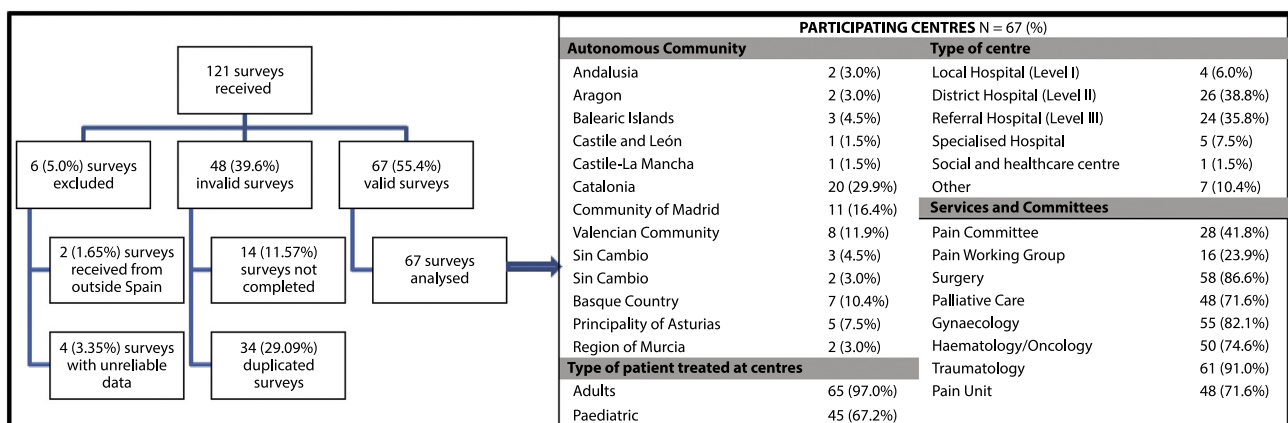 121 surveys
received
6 (5.0%) surveys
excluded
48 (39.6%)
invalid surveys
67 (55.4%)
valid surveys
2 (1.65%) surveys
received from
outside Spain
14 (11.57%)
surveys not
completed
67 surveys
analysed
4 (3.35%) surveys
with unreliable
data
34 (29.09%)
duplicated
surveys
PARTICIPATING CENTRES N = 67 (%)
Autonomous Community
Andalusia 2 (3.0%)
Aragon 2 (3.0%)
Balearic Islands 3 (4.5%)
Castile and León 1 (1.5%)
Castile-La Mancha 1 (1.5%)
Catalonia 20 (29.9%)
Community of Madrid 11 (16.4%)
Valencian Community 8 (11.9%)
Sin Cambio 3 (4.5%)
Sin Cambio 2 (3.0%)
Basque Country 7 (10.4%)
Principality of Asturias 5 (7.5%)
Region of Murcia 2 (3.0%)
Type of patient treated at centres
Adults 65 (97.0%)
Paediatric 45 (67.2%)
Type of centre
Local Hospital (Level I) 4 (6.0%)
District Hospital (Level II) 26 (38.8%)
Referral Hospital (Level III) 24 (35.8%)
Specialised Hospital 5 (7.5%)
Social and healthcare centre 1 (1.5%)
Other 7 (10.4%)
Services and Committees
Pain Committee 28 (41.8%)
Pain Working Group 16 (23.9%)
Surgery 58 (86.6%)
Palliative Care 48 (71.6%)
Gynaecology 55 (82.1%)
Haematology/Oncology 50 (74.6%)
Traumatology 61 (91.0%)
Pain Unit 48 (71.6%)